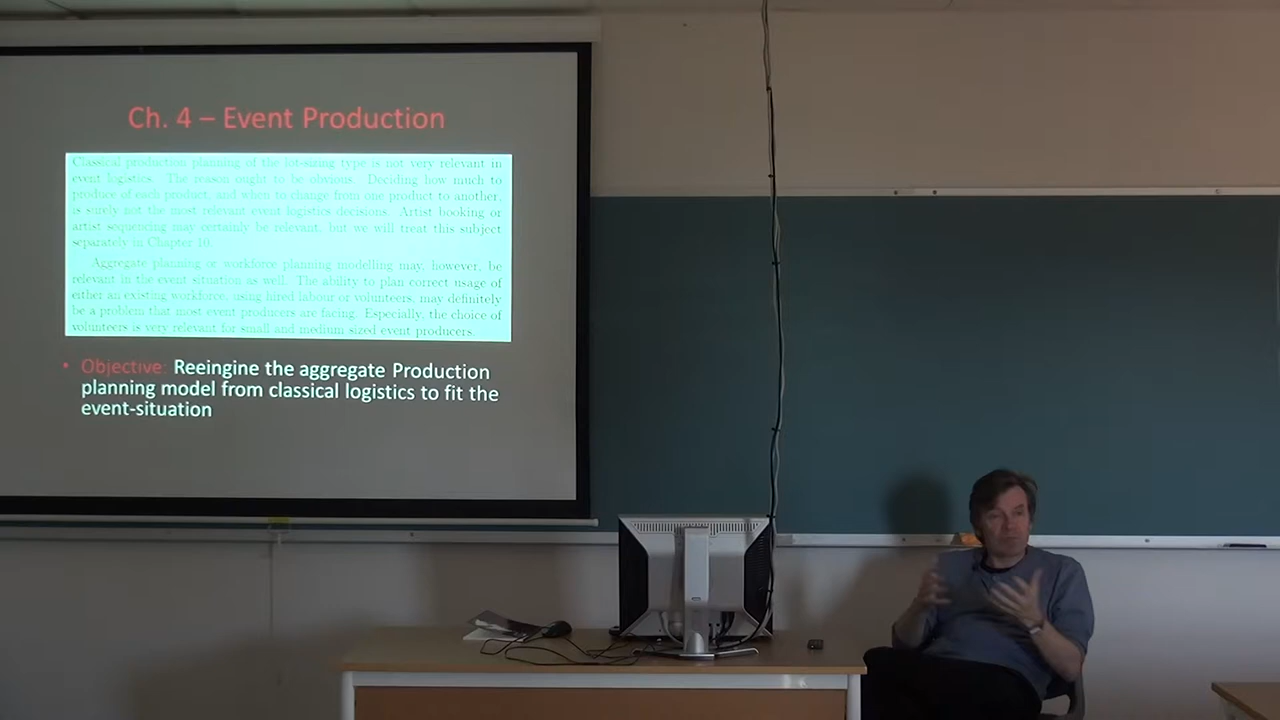 Ch. 4 – Event Production
Classical production planning of the lot-sizing type is not very relevant in
event logistics. The reason ought to be obvious. Deciding how much to
produce of each product, and when to change from one product to another,
is surely not the most relevant event logistics decisions. Artist booking or
artist sequencing may certainly be relevant, but we will treat this subject
separately in Chapter 10.
Aggregate planning or workforce planning modelling may, however, be
relevant in the event situation as well. The ability to plan correct usage of
either an existing workforce, using hired labour or volunteers, may definitely
be a problem that most event producers are facing. Especially, the choice of
volunteers is very relevant for small and medium sized event producers.
• Objective: Reeingine the aggregate Production
planning model from classical logistics to fit the
event-situation